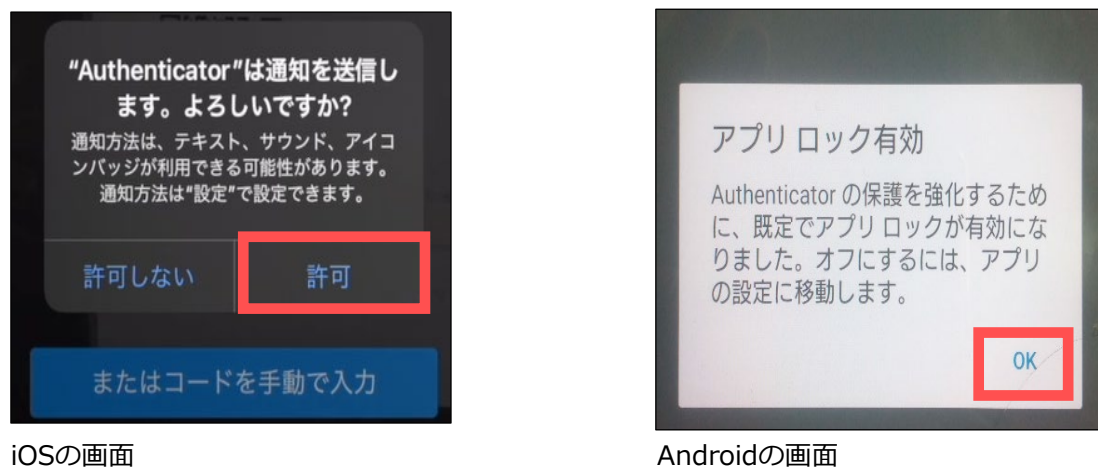 “Authenticator”は通知を送信し
ます。よろしいですか?
通知方法は、テキスト、サウンド、アイコ
ンバッジが利用できる可能性があります。
通知方法は“設定”で設定できます。
許可しない
許可
またはコードを手動で入力
iOSの画面
アプリ ロック有効
Authenticator の保護を強化するため
に、既定でアプリ ロックが有効にな
りました。オフにするには、アプリ
の設定に移動します。
OK
Androidの画面